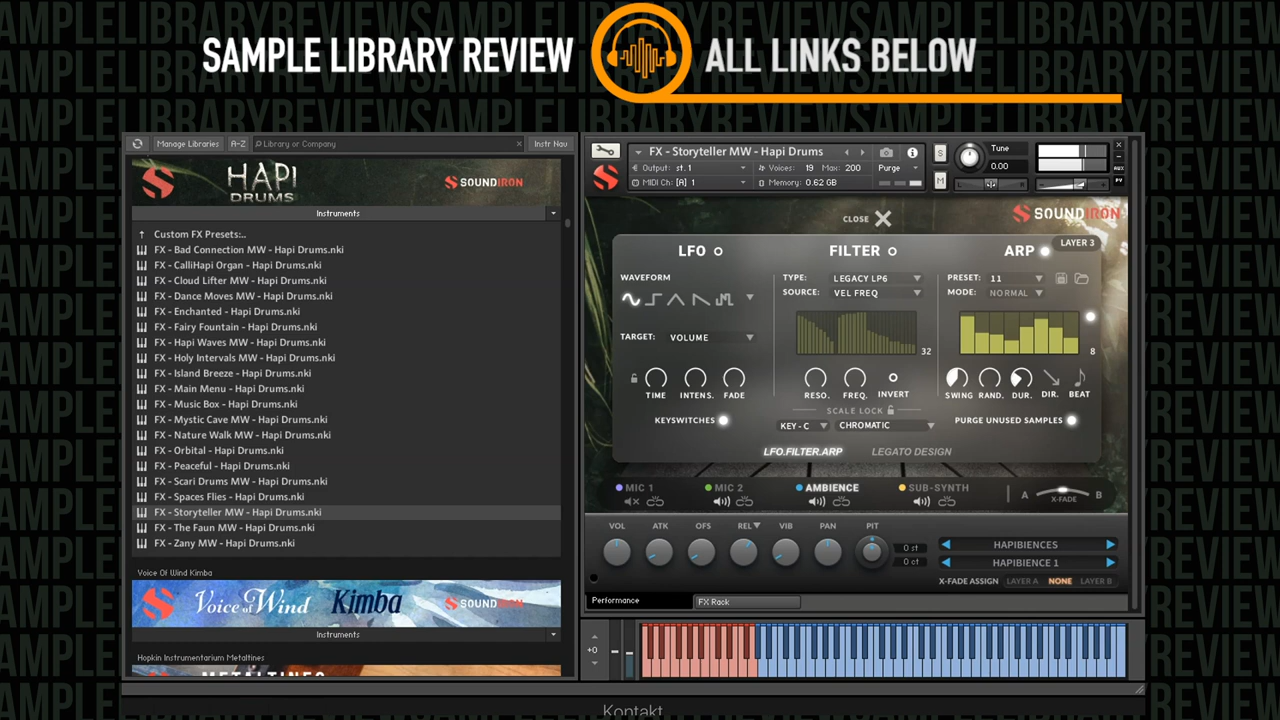 SAMPLE LIBRARY REVIEW
ALL LINKS BELOW
Manage Libraries
A-Z
Library or Company
Instr Nav
HAPI
DRUMS
SOUNDIRON
Instruments
Custom FX Presets:..
FX - Bad Connection MW - Hapi Drums.nki
FX - CalliHapi Organ - Hapi Drums.nki
FX - Cloud Lifter MW - Hapi Drums.nki
FX - Dance Moves MW - Hapi Drums.nki
FX - Enchanted - Hapi Drums.nki
FX - Fairy Fountain - Hapi Drums.nki
FX - Hapi Waves MW - Hapi Drums.nki
FX - Holy Intervals MW - Hapi Drums.nki
FX - Island Breeze - Hapi Drums.nki
FX - Main Menu - Hapi Drums.nki
FX - Music Box - Hapi Drums.nki
FX - Mystic Cave MW - Hapi Drums.nki
FX - Nature Walk MW - Hapi Drums.nki
FX - Orbital - Hapi Drums.nki
FX - Peaceful - Hapi Drums.nki
FX - Scari Drums MW - Hapi Drums.nki
FX - Spaces Flies - Hapi Drums.nki
FX - Storyteller MW - Hapi Drums.nki
FX - The Faun MW - Hapi Drums.nki
FX - Zany MW - Hapi Drums.nki
Voice Of Wind Kimba
Voice of Wind Kimba
SOUNDIRON
Instruments
Hopkin Instrumentarium Metaltines
METALTINES
FX - Storyteller MW - Hapi Drums
Output: st.1
Voices: 19 Max: 200
Purge
MIDI Ch: [A] 1
Memory: 0.62 GB
S
M
Tune
0.00
L
R
AUX
PV
CLOSE
SOUNDIRON
LAYER 3
LFO
FILTER
ARP
WAVEFORM
TYPE: LEGACY LP6
SOURCE: VEL FREQ
PRESET: 11
MODE: NORMAL
TARGET: VOLUME
32
8
TIME
INTENS.
FADE
RESO.
FREQ.
INVERT
SWING
RAND.
DUR.
DIR.
BEAT
KEYSWITCHES
SCALE LOCK
KEY - C
CHROMATIC
PURGE UNUSED SAMPLES
LFO.FILTER.ARP
LEGATO DESIGN
MIC 1
MIC 2
AMBIENCE
SUB-SYNTH
A
X-FADE
B
VOL
ATK
OFS
REL
VIB
PAN
PIT
0 st
0 ct
HAPIBIENCES
HAPIBIENCE 1
X-FADE ASSIGN
LAYER A
NONE
LAYER B
Performance
FX Rack
+0
Kontakt